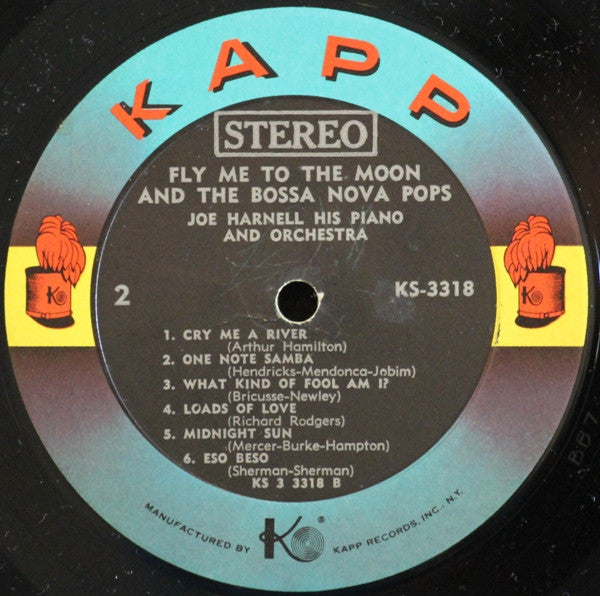 KAPP
STEREO
FLY ME TO THE MOON
AND THE BOSSA NOVA POPS
JOE HARNELL HIS PIANO
AND ORCHESTRA
2
KS-3318
1. CRY ME A RIVER
(Arthur Hamilton)
2. ONE NOTE SAMBA
(Hendricks-Mendonca-Jobim)
3. WHAT KIND OF FOOL AM I?
(Bricusse-Newley)
4. LOADS OF LOVE
(Richard Rodgers)
5. MIDNIGHT SUN
(Mercer-Burke-Hampton)
6. ESO BESO
(Sherman-Sherman)
KS 3 3318 B
MANUFACTURED BY K ® KAPP RECORDS, INC., N.Y.
K
K
BB7